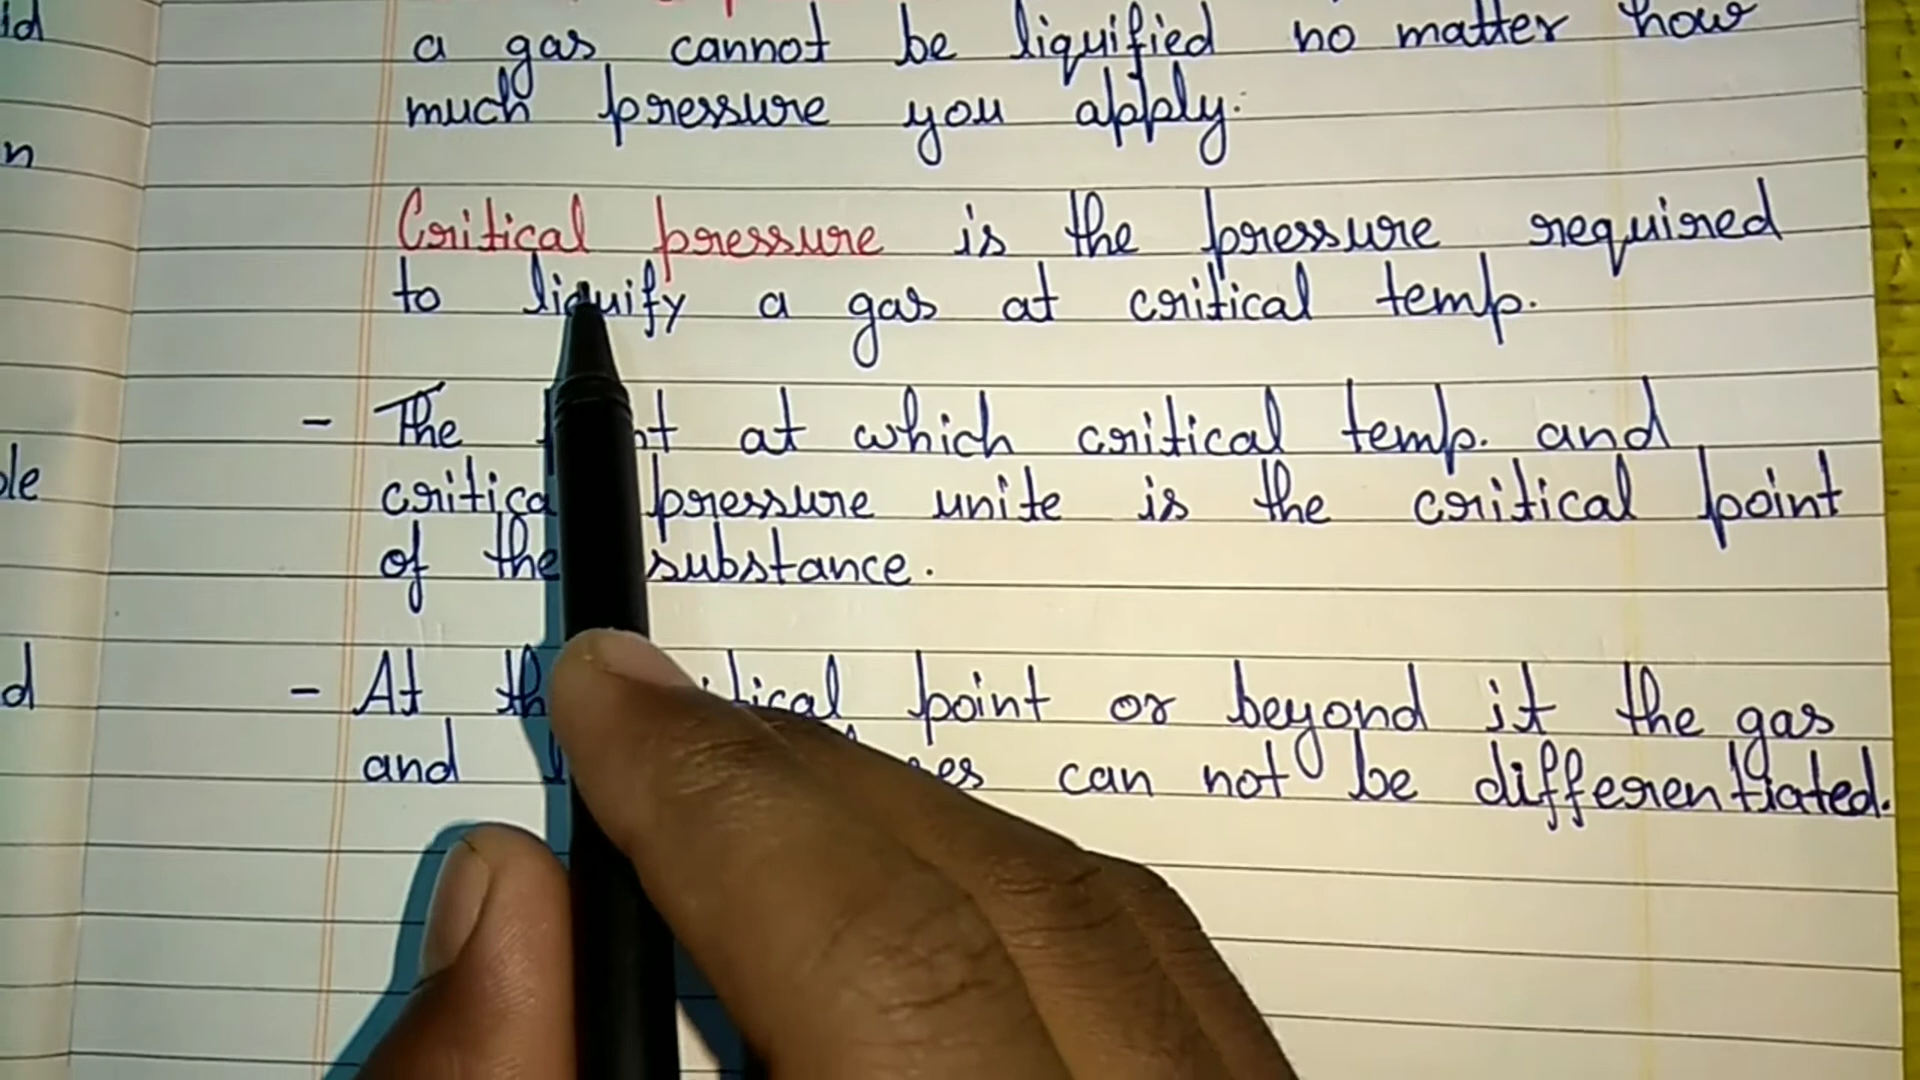 a gas cannot be liquified no matter how
much pressure you apply.
Critical pressure is the pressure required
to liquify a gas at critical temp.
- The at which critical temp. and
pressure unite is the critical point
of the substance.
- At point or beyond it the gas
and can not be differentiated.